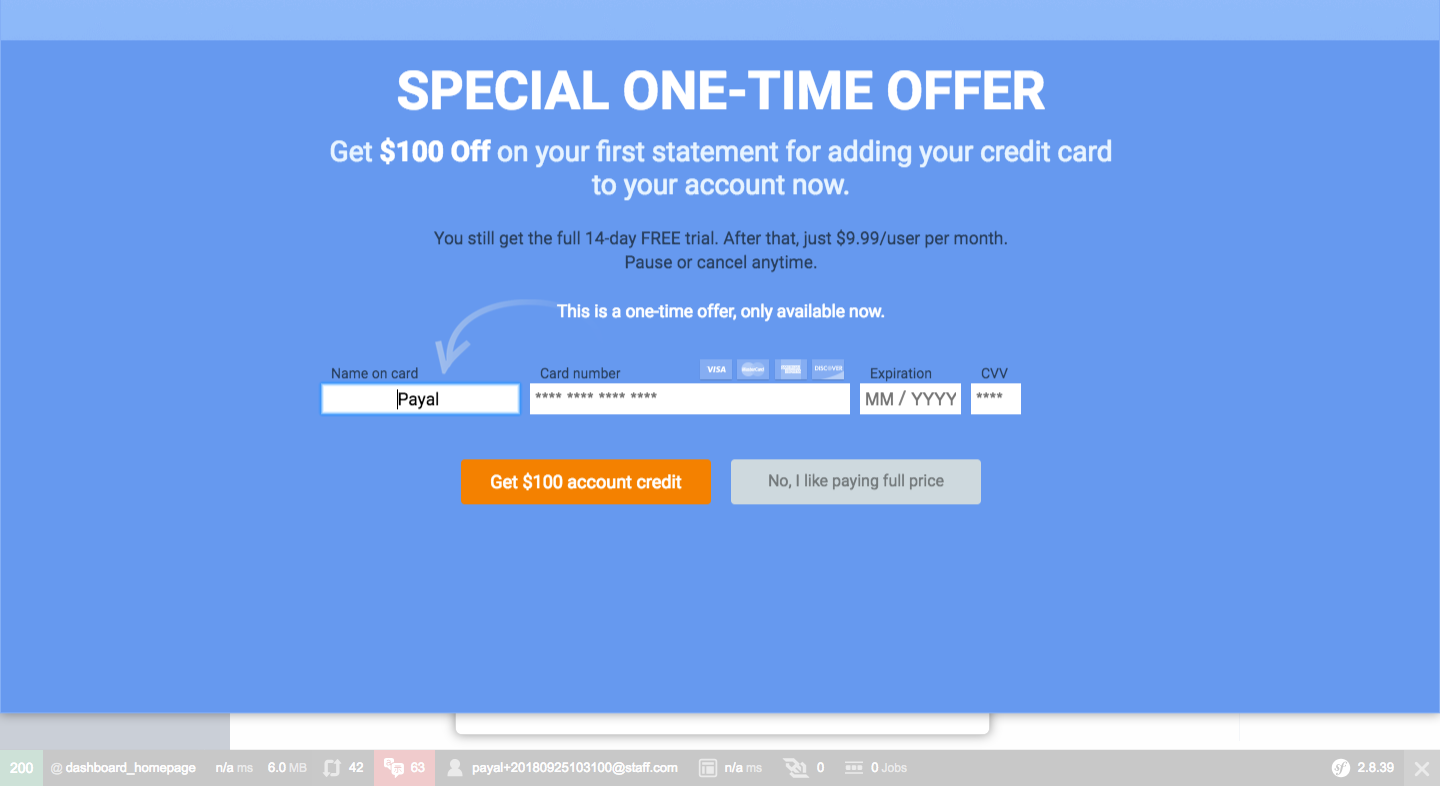 SPECIAL ONE-TIME OFFER
Get $100 Off on your first statement for adding your credit card
to your account now.
You still get the full 14-day FREE trial. After that, just $9.99/user per month.
Pause or cancel anytime.
This is a one-time offer, only available now.
Name on card Card number VISA MasterCard AMERICAN EXPRESS DISCOVER Expiration CVV
Payal **** **** **** **** MM / YYYY ****
Get $100 account credit No, I like paying full price
200 @ dashboard_homepage n/a ms 6.0 MB 42 63 payal+20180925103100@staff.com n/a ms 0 0 Jobs sf 2.8.39